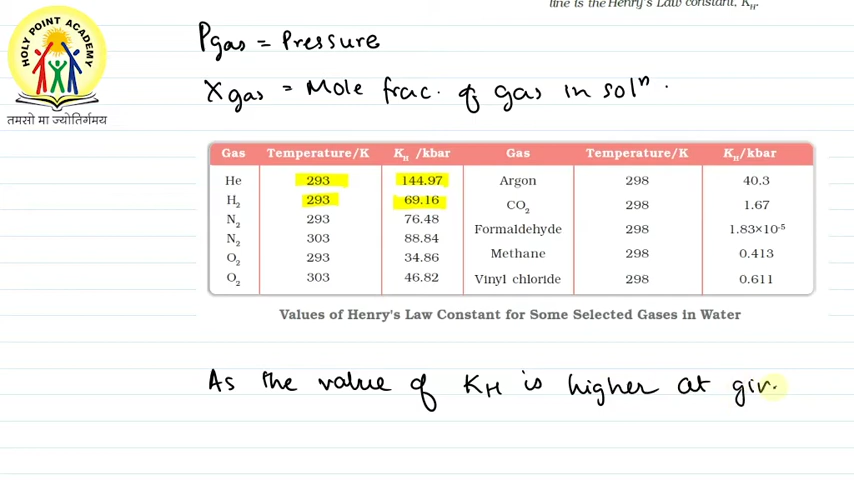 line is the Henry's Law constant, K_H.
HOLY POINT ACADEMY
तमसो मा ज्योतिर्गमय
Pgas = Pressure
Xgas = Mole frac. of gas in solⁿ.
Gas Temperature/K K_H /kbar Gas Temperature/K K_H/kbar
He 293 144.97 Argon 298 40.3
H₂ 293 69.16 CO₂ 298 1.67
N₂ 293 76.48 Formaldehyde 298 1.83×10⁻⁵
N₂ 303 88.84 Methane 298 0.413
O₂ 293 34.86 Vinyl chloride 298 0.611
O₂ 303 46.82
Values of Henry's Law Constant for Some Selected Gases in Water
As the value of K_H is higher at giv